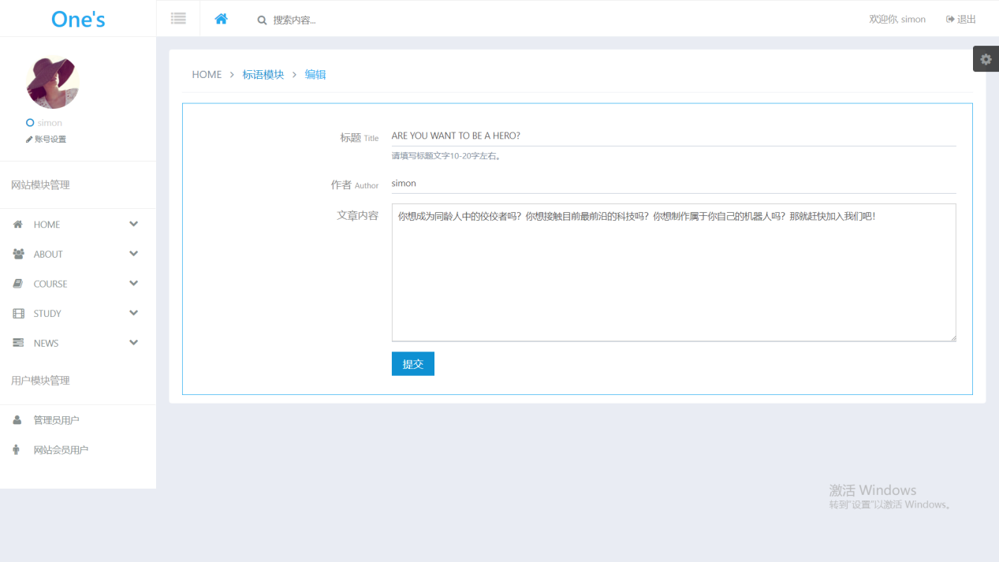 One's
搜索内容...
欢迎你, simon
退出
simon
账号设置
网站模块管理
HOME
ABOUT
COURSE
STUDY
NEWS
用户模块管理
管理员用户
网站会员用户
HOME > 标语模块 > 编辑
标题 Title
ARE YOU WANT TO BE A HERO?
请填写标题文字10-20字左右。
作者 Author
simon
文章内容
你想成为同龄人中的佼佼者吗？你想接触目前最前沿的科技吗？你想制作属于你自己的机器人吗？那就赶快加入我们吧！
提交
激活 Windows
转到"设置"以激活 Windows。